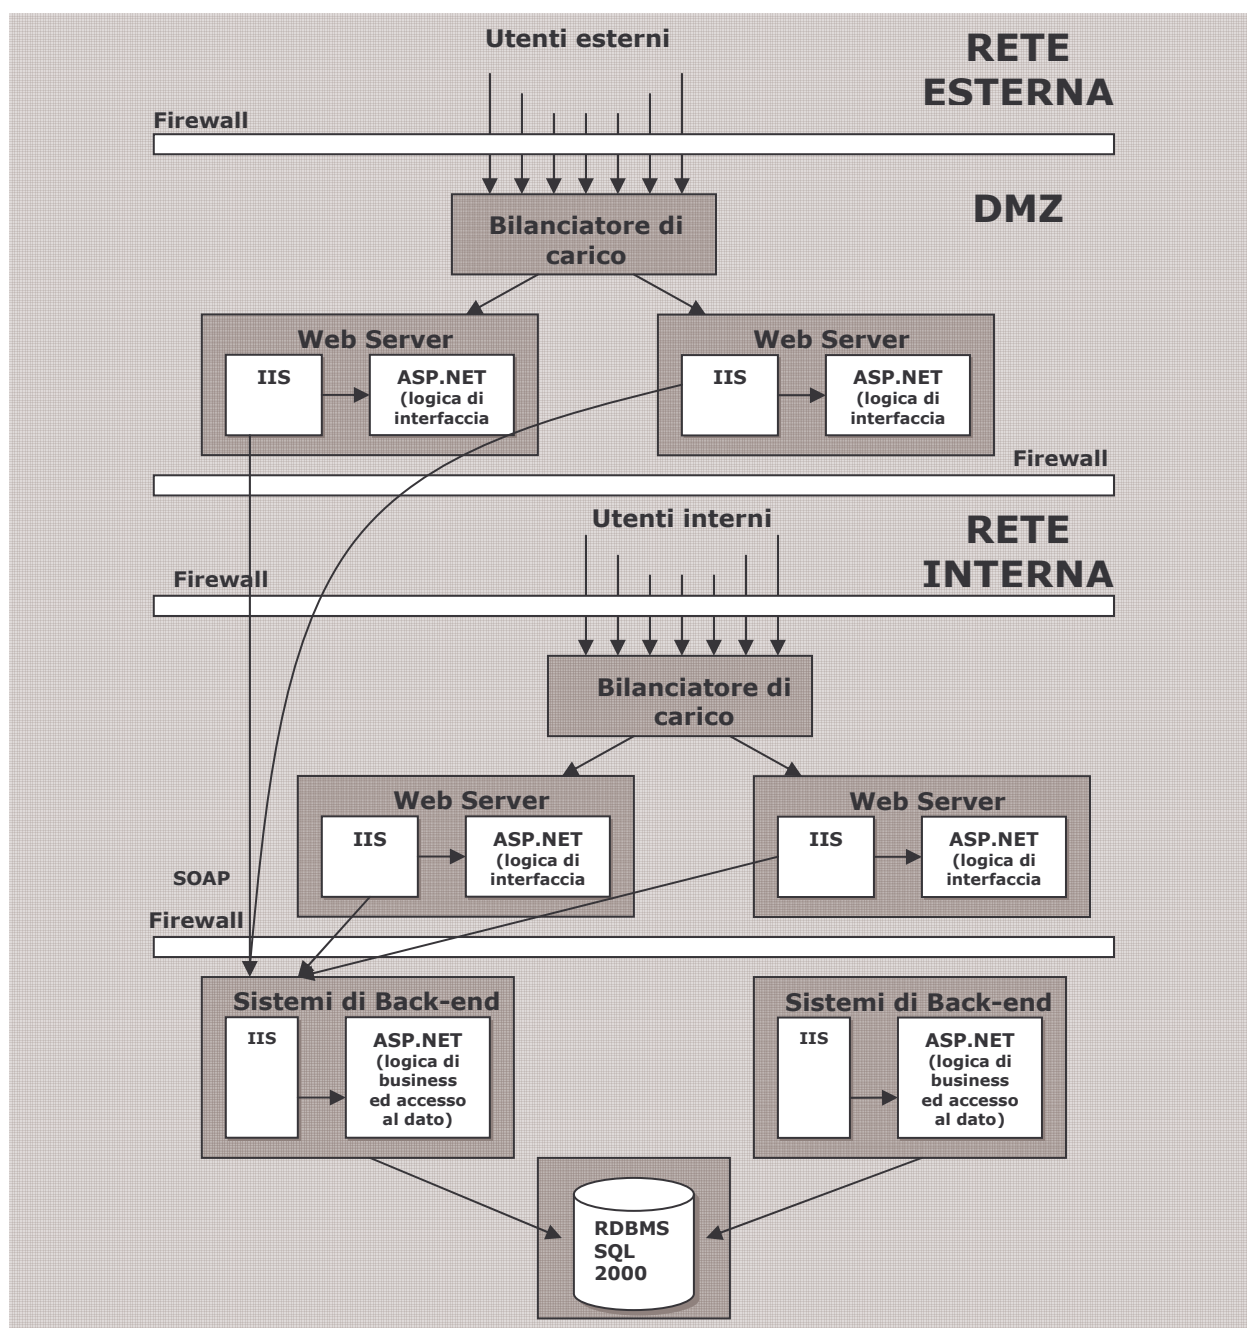 Utenti esterni
RETE
ESTERNA
Firewall
DMZ
Bilanciatore di
carico
Web Server
IIS
ASP.NET
(logica di
interfaccia
Web Server
IIS
ASP.NET
(logica di
interfaccia
Firewall
Utenti interni
RETE
INTERNA
Firewall
Bilanciatore di
carico
Web Server
IIS
ASP.NET
(logica di
interfaccia
Web Server
IIS
ASP.NET
(logica di
interfaccia
SOAP
Firewall
Sistemi di Back-end
IIS
ASP.NET
(logica di
business
ed accesso
al dato)
Sistemi di Back-end
IIS
ASP.NET
(logica di
business
ed accesso
al dato)
RDBMS
SQL
2000